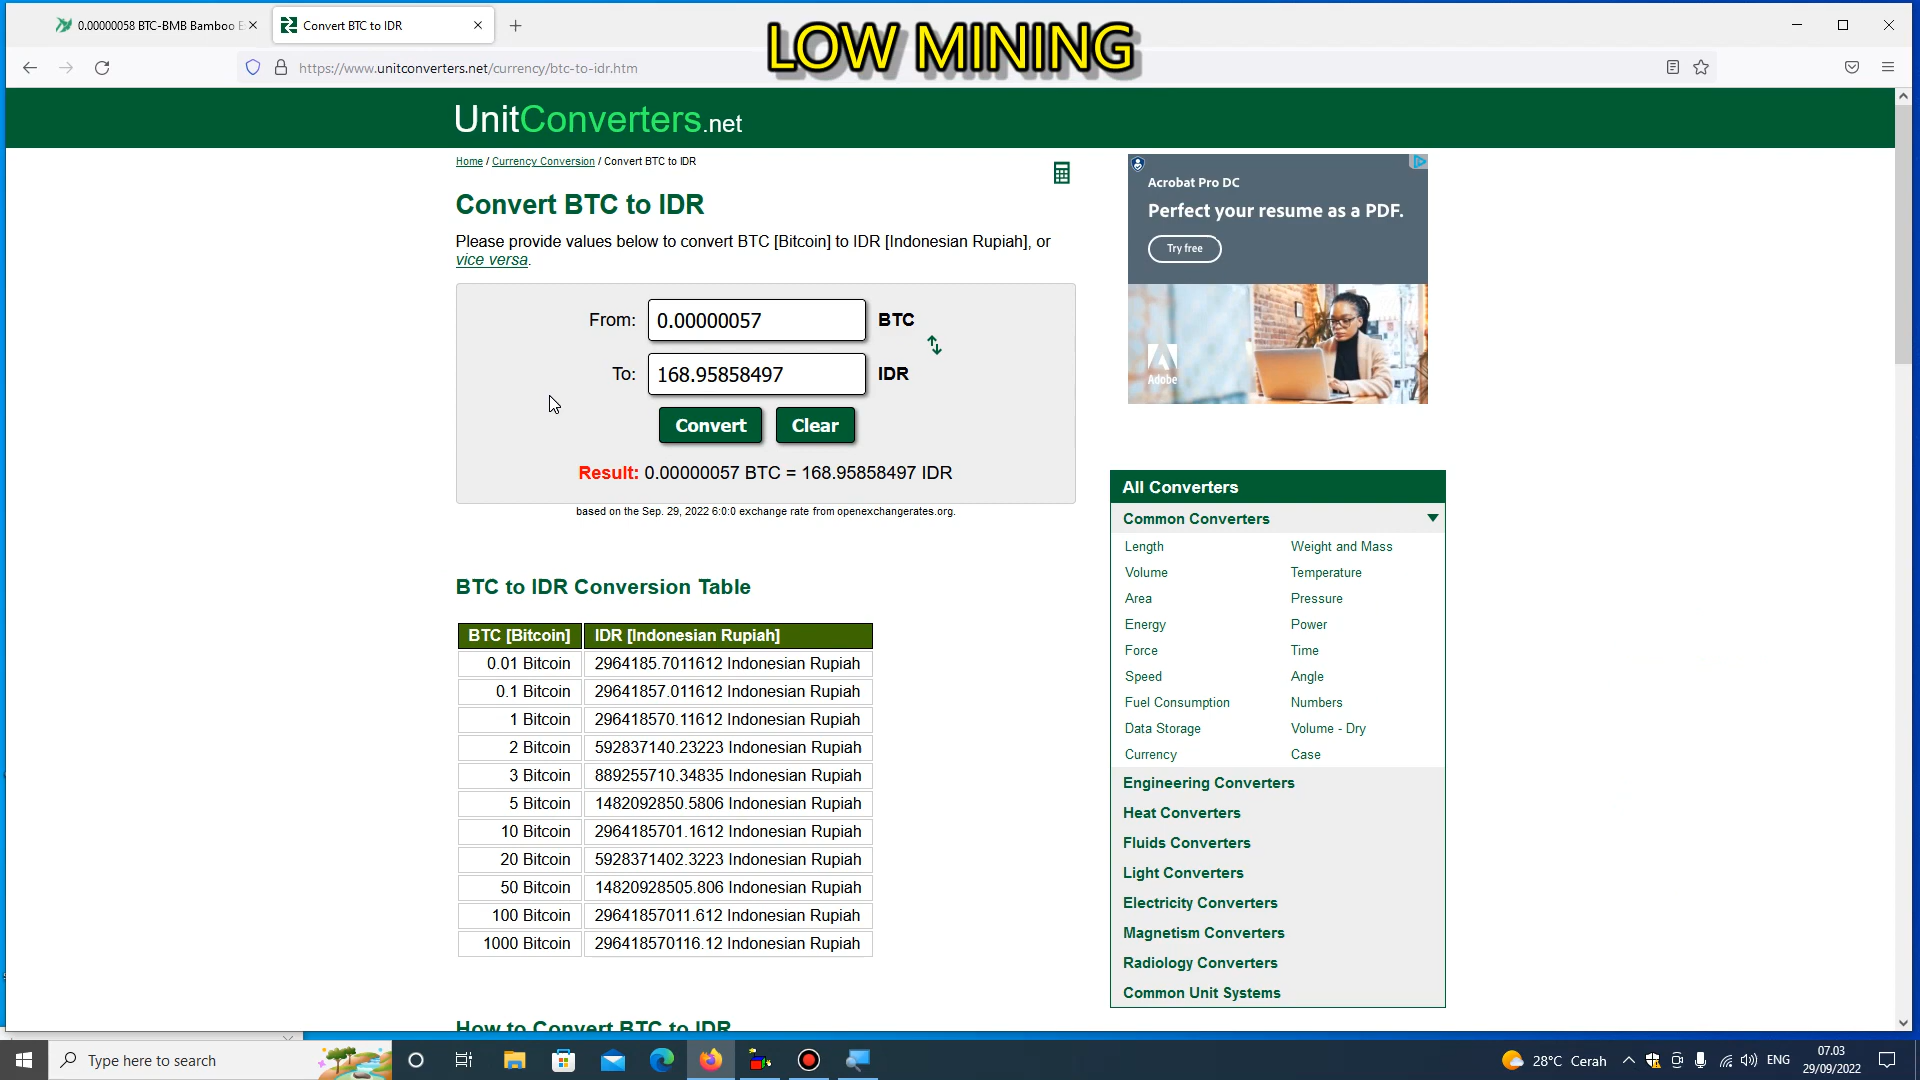 0.00000058 BTC-BMB Bamboo E
Convert BTC to IDR
LOW MINING
https://www.unitconverters.net/currency/btc-to-idr.htm
UnitConverters.net
Home / Currency Conversion / Convert BTC to IDR
Convert BTC to IDR
Please provide values below to convert BTC [Bitcoin] to IDR [Indonesian Rupiah], or
vice versa.
From: 0.00000057 BTC
To: 168.95858497 IDR
Convert Clear
Result: 0.00000057 BTC = 168.95858497 IDR
based on the Sep. 29, 2022 6:0:0 exchange rate from openexchangerates.org.
BTC to IDR Conversion Table
BTC [Bitcoin] IDR [Indonesian Rupiah]
0.01 Bitcoin 2964185.7011612 Indonesian Rupiah
0.1 Bitcoin 29641857.011612 Indonesian Rupiah
1 Bitcoin 296418570.11612 Indonesian Rupiah
2 Bitcoin 592837140.23223 Indonesian Rupiah
3 Bitcoin 889255710.34835 Indonesian Rupiah
5 Bitcoin 1482092850.5806 Indonesian Rupiah
10 Bitcoin 2964185701.1612 Indonesian Rupiah
20 Bitcoin 5928371402.3223 Indonesian Rupiah
50 Bitcoin 14820928505.806 Indonesian Rupiah
100 Bitcoin 29641857011.612 Indonesian Rupiah
1000 Bitcoin 296418570116.12 Indonesian Rupiah
How to Convert BTC to IDR
Acrobat Pro DC
Perfect your resume as a PDF.
Try free
Adobe
All Converters
Common Converters
Length Weight and Mass
Volume Temperature
Area Pressure
Energy Power
Force Time
Speed Angle
Fuel Consumption Numbers
Data Storage Volume - Dry
Currency Case
Engineering Converters
Heat Converters
Fluids Converters
Light Converters
Electricity Converters
Magnetism Converters
Radiology Converters
Common Unit Systems
Type here to search
28°C Cerah
ENG
07.03
29/09/2022